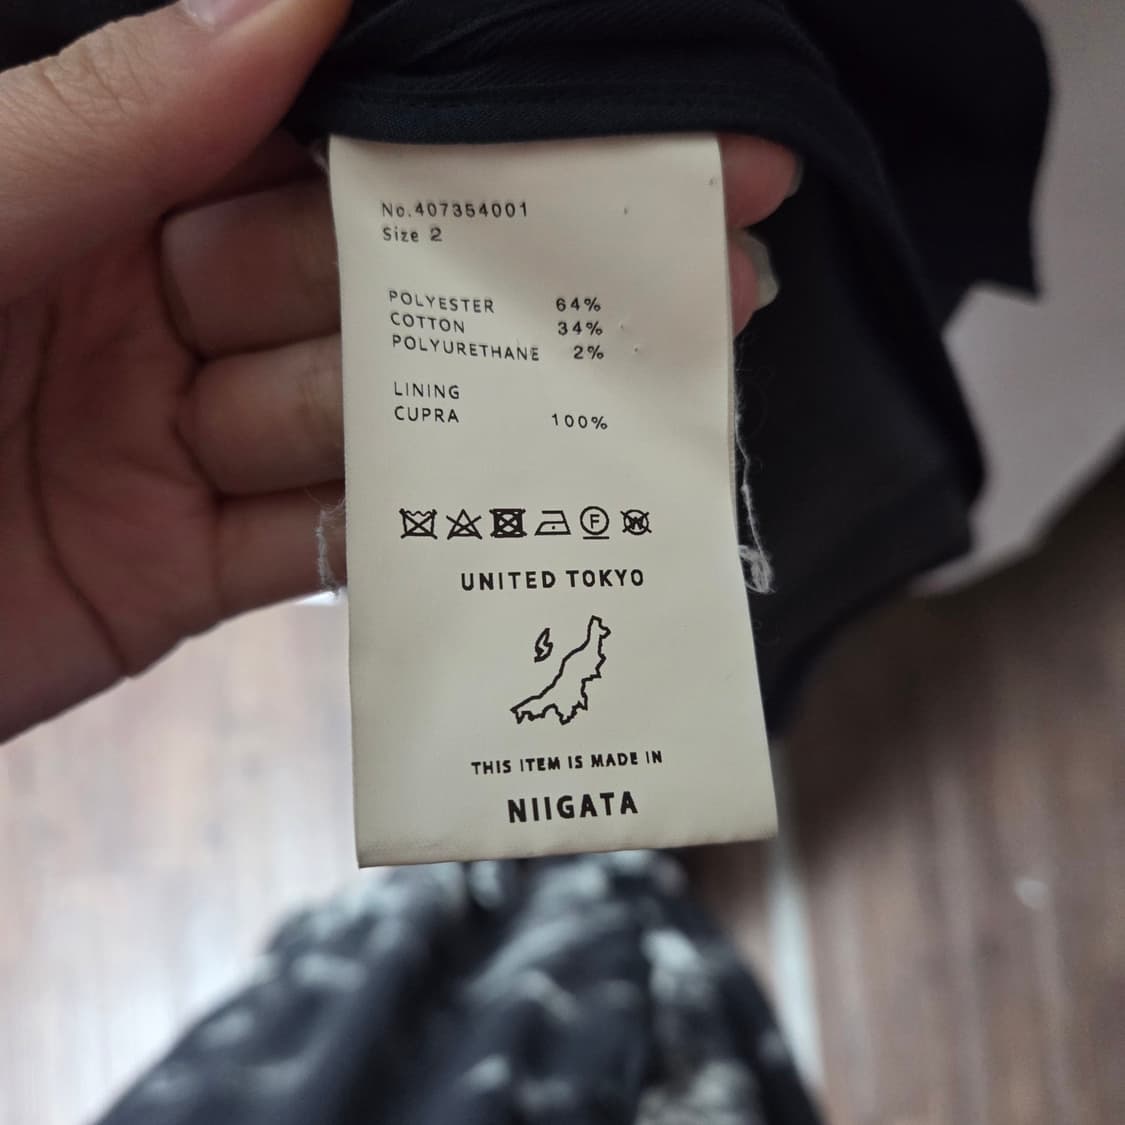 No.407354001
Size 2
POLYESTER 64%
COTTON 34%
POLYURETHANE 2%
LINING
CUPRA 100%
F W
UNITED TOKYO
THIS ITEM IS MADE IN
NIIGATA